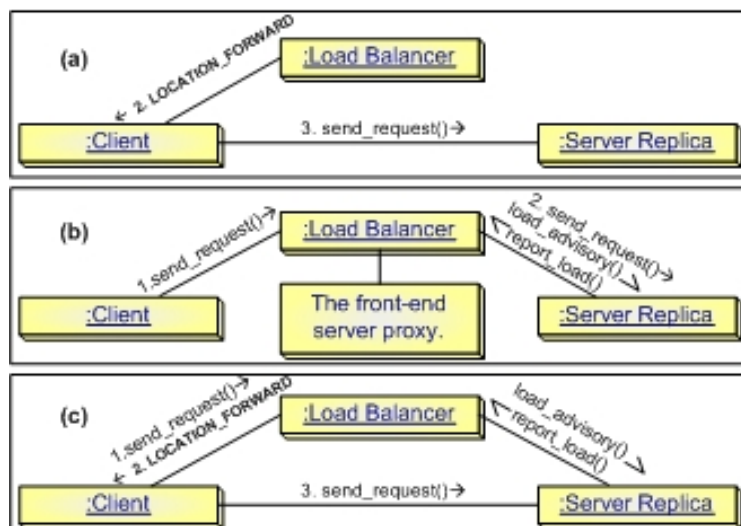 (a)
:Load Balancer
← 2. LOCATION_FORWARD
:Client
3. send_request()→
:Server Replica
(b)
:Load Balancer
1.send_request()→
2. send_request()→
load_advisory()
report_load()
:Client
The front-end
server proxy.
:Server Replica
(c)
:Load Balancer
1.send_request()→
← 2. LOCATION_FORWARD
load_advisory()
report_load()
:Client
3. send_request()→
:Server Replica